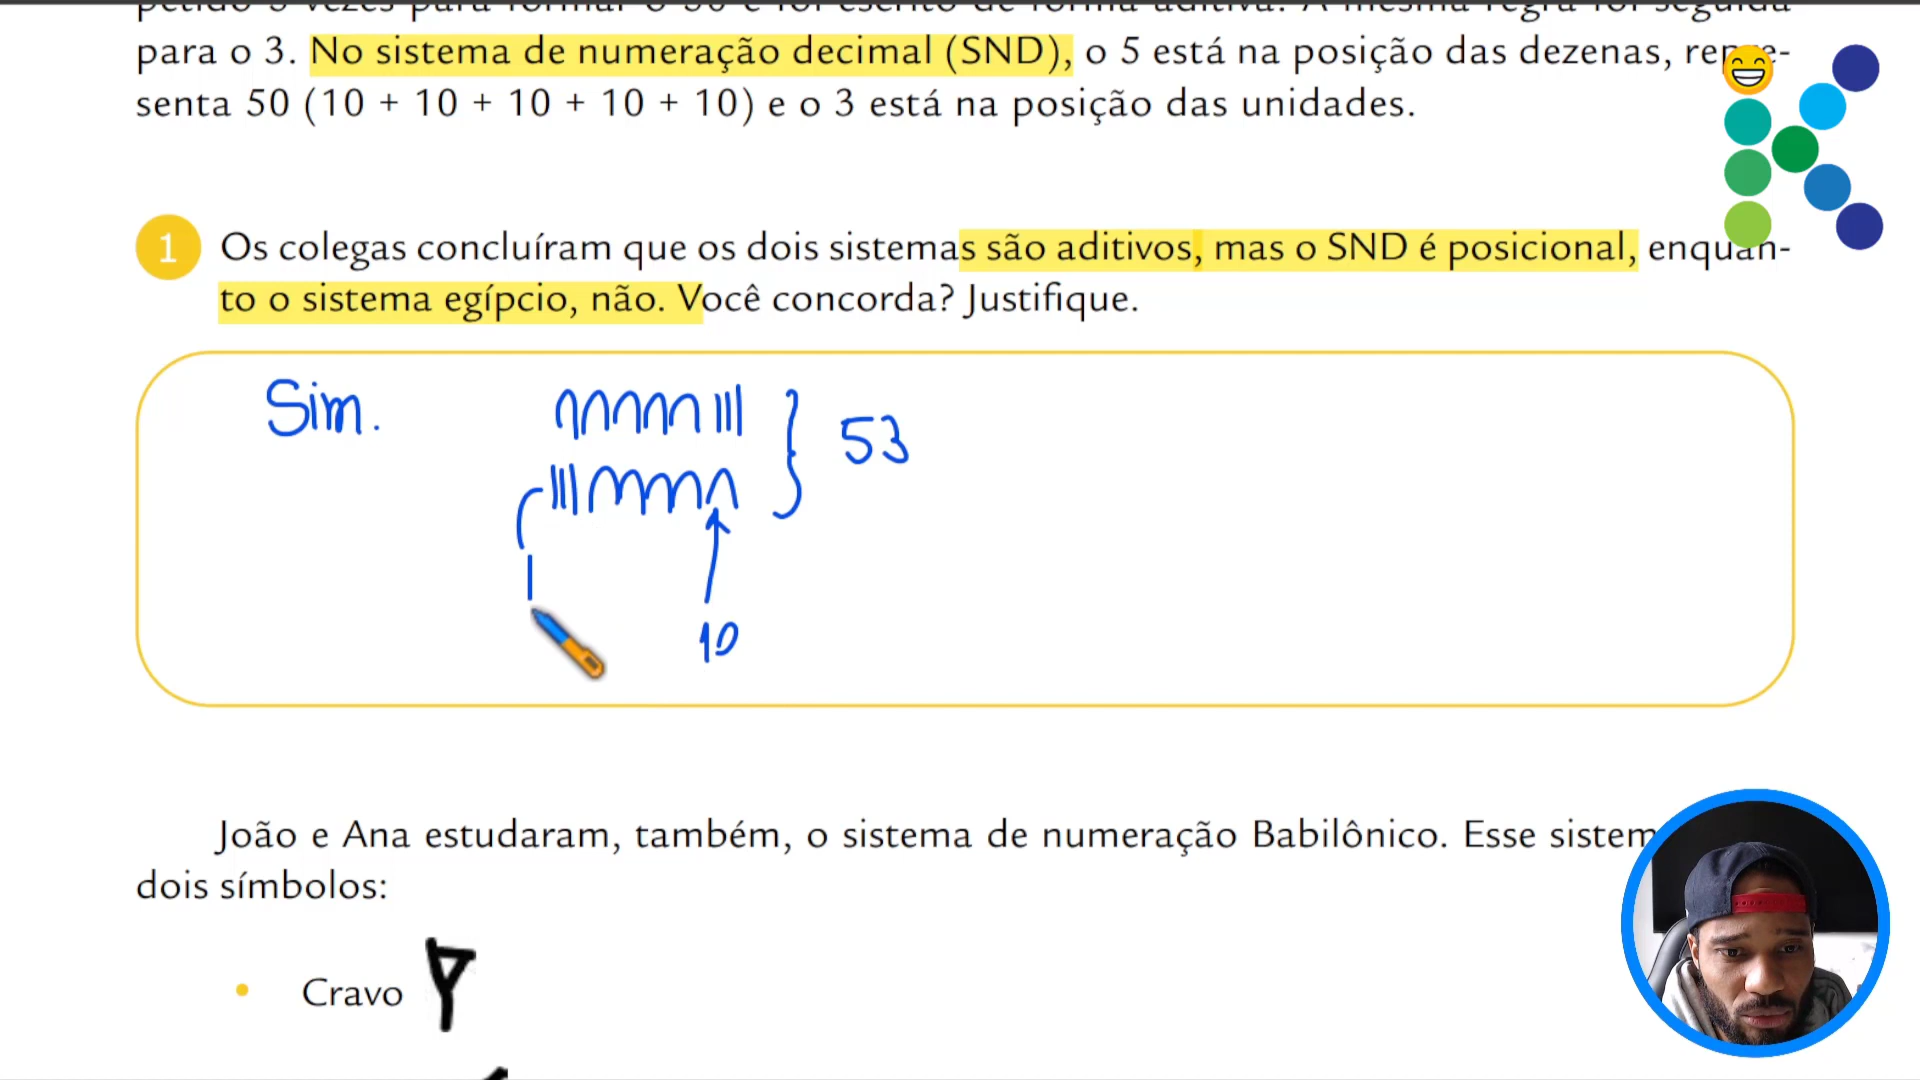 para o 3. No sistema de numeração decimal (SND), o 5 está na posição das dezenas, repre-
senta 50 (10 + 10 + 10 + 10 + 10) e o 3 está na posição das unidades.
1 Os colegas concluíram que os dois sistemas são aditivos, mas o SND é posicional, enquan-
to o sistema egípcio, não. Você concorda? Justifique.
Sim.
53
10
João e Ana estudaram, também, o sistema de numeração Babilônico. Esse
dois símbolos:
• Cravo